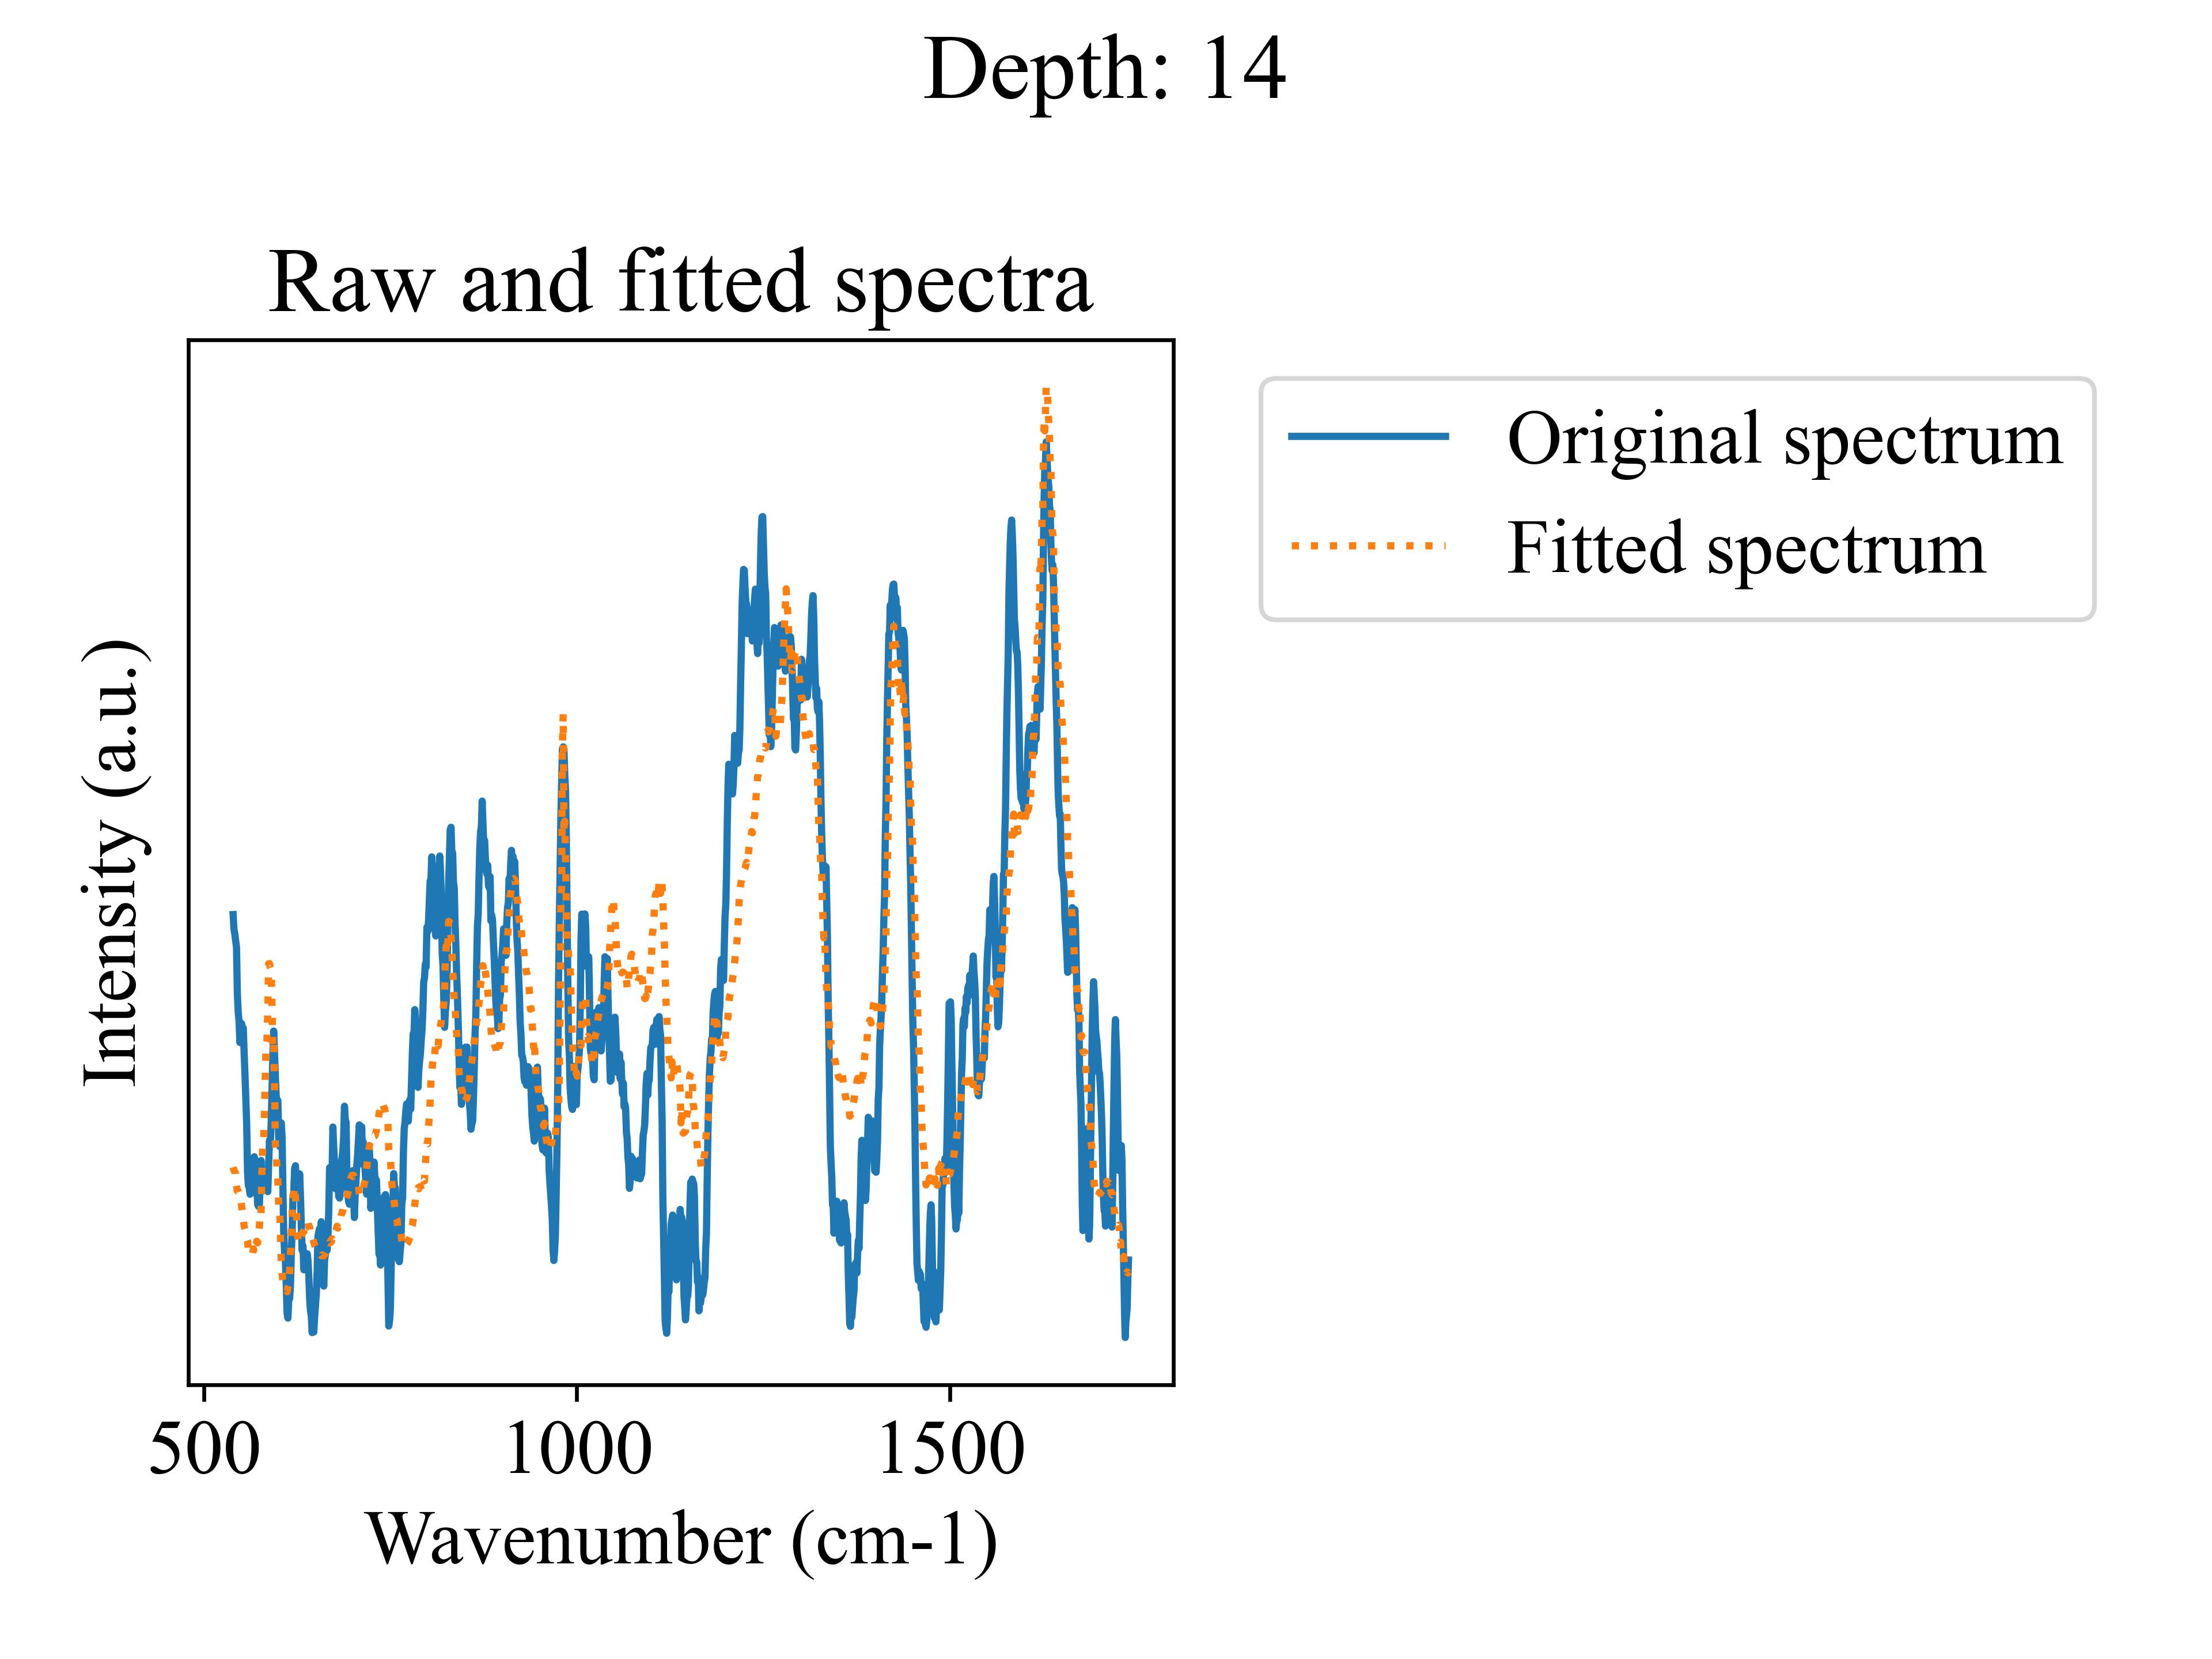 Depth: 14
Raw and fitted spectra
Original spectrum
Fitted spectrum
Intensity (a.u.)
500 1000 1500
Wavenumber (cm-1)